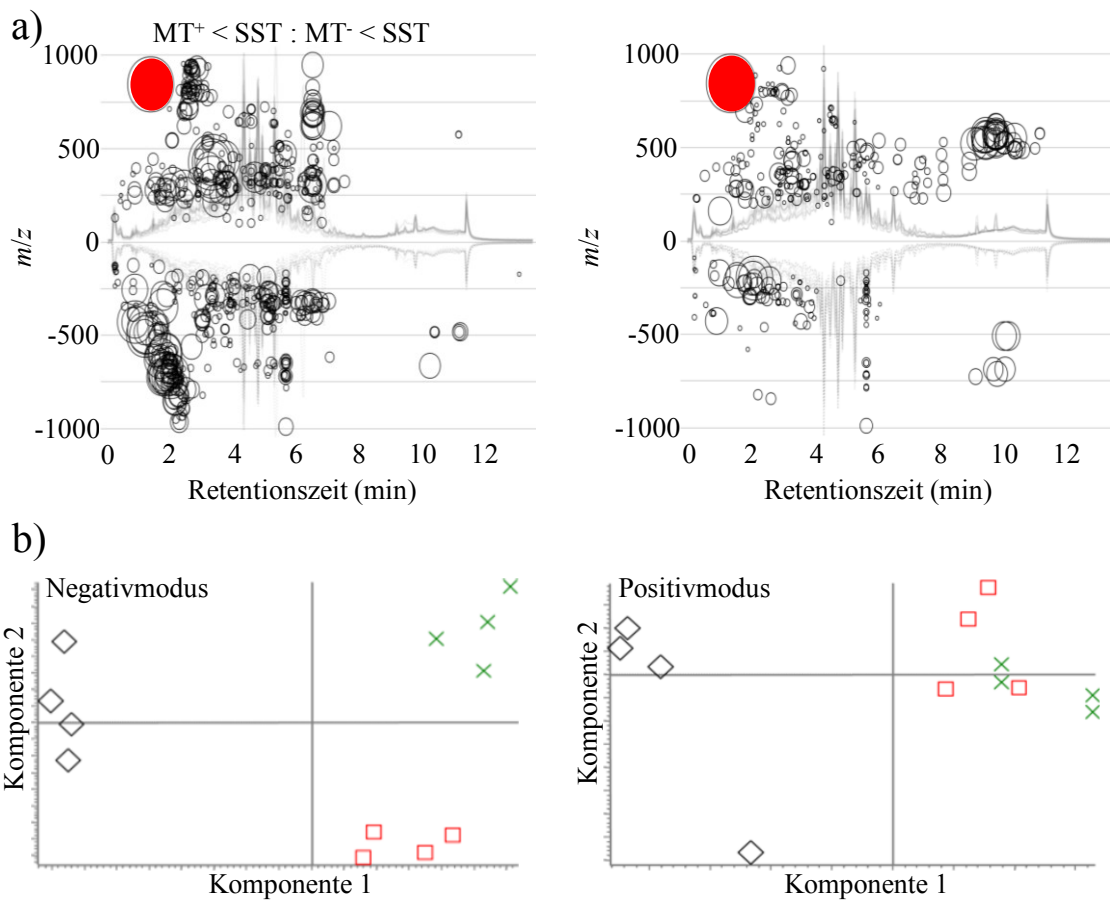 a)
MT⁺ < SST : MT⁻ < SST
m/z
1000
500
0
-500
-1000
0 2 4 6 8 10 12
Retentionszeit (min)
m/z
1000
500
0
-500
-1000
0 2 4 6 8 10 12
Retentionszeit (min)
b)
Negativmodus
Komponente 2
Komponente 1
Positivmodus
Komponente 2
Komponente 1